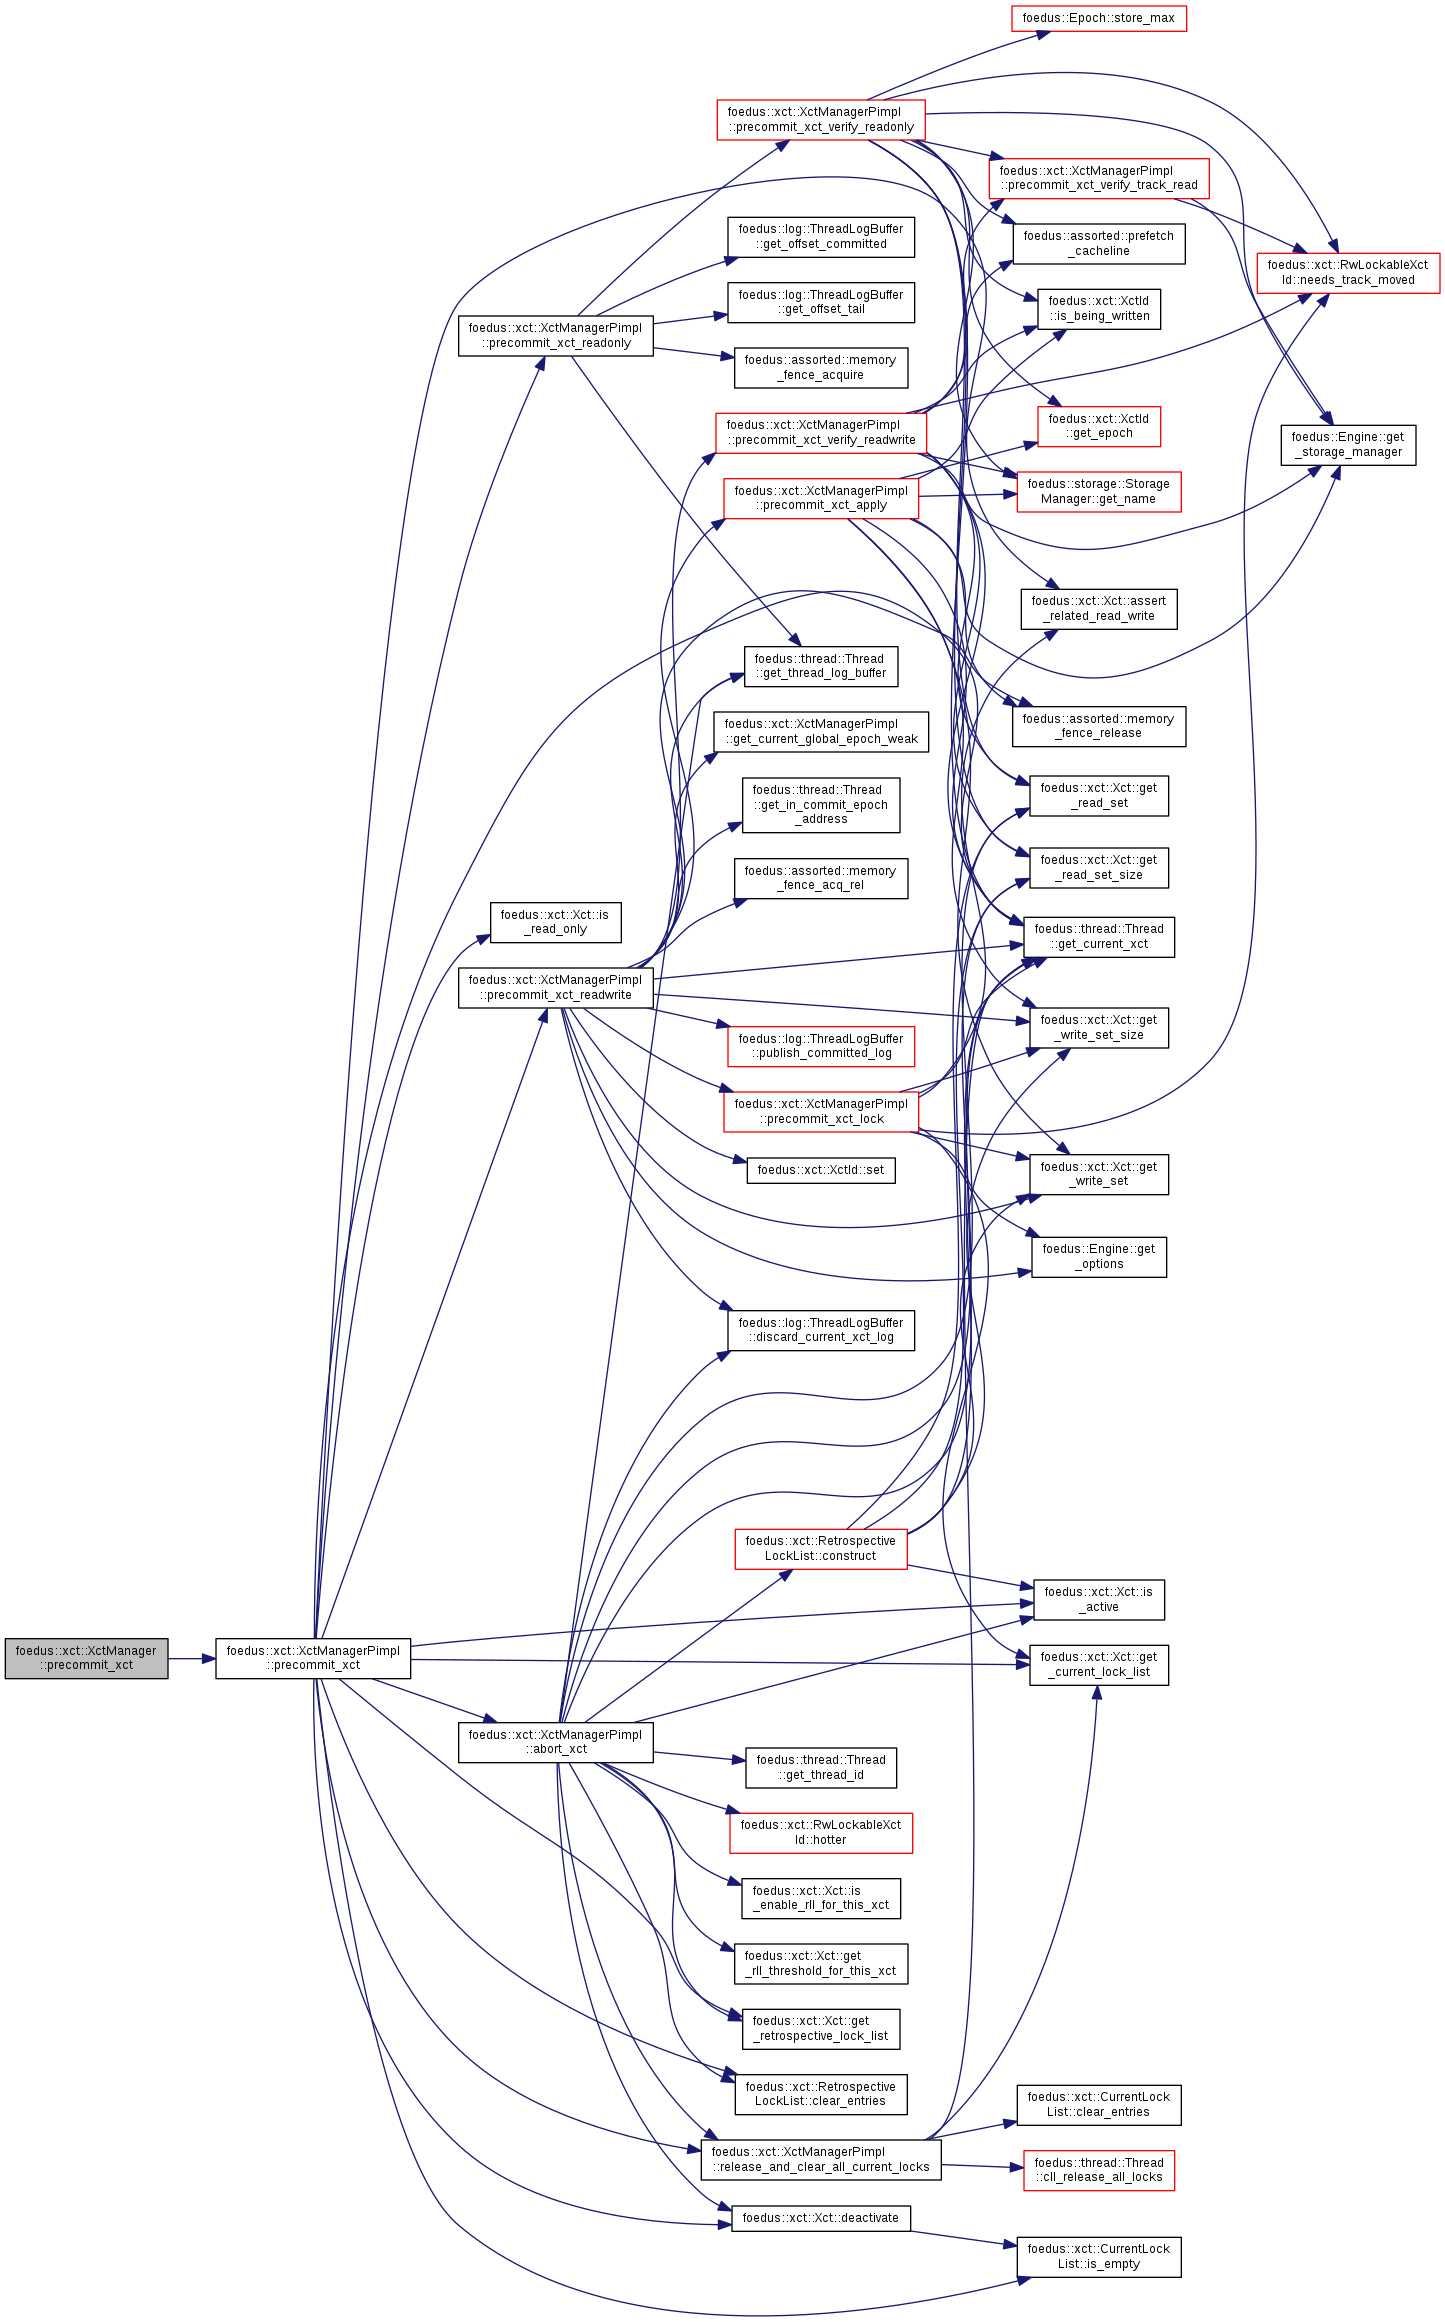 foedus::Epoch::store_max
foedus::xct::XctManagerPimpl
::precommit_xct_verify_readonly
foedus::xct::XctManagerPimpl
::precommit_xct_verify_track_read
foedus::log::ThreadLogBuffer
::get_offset_committed
foedus::assorted::prefetch
_cacheline
foedus::xct::RwLockableXct
Id::needs_track_moved
foedus::log::ThreadLogBuffer
::get_offset_tail
foedus::xct::XctId
::is_being_written
foedus::xct::XctManagerPimpl
::precommit_xct_readonly
foedus::assorted::memory
_fence_acquire
foedus::xct::XctManagerPimpl
::precommit_xct_verify_readwrite
foedus::xct::XctId
::get_epoch
foedus::Engine::get
_storage_manager
foedus::xct::XctManagerPimpl
::precommit_xct_apply
foedus::storage::Storage
Manager::get_name
foedus::xct::Xct::assert
_related_read_write
foedus::thread::Thread
::get_thread_log_buffer
foedus::xct::XctManagerPimpl
::get_current_global_epoch_weak
foedus::assorted::memory
_fence_release
foedus::thread::Thread
::get_in_commit_epoch
_address
foedus::xct::Xct::get
_read_set
foedus::assorted::memory
_fence_acq_rel
foedus::xct::Xct::get
_read_set_size
foedus::xct::Xct::is
_read_only
foedus::thread::Thread
::get_current_xct
foedus::xct::XctManagerPimpl
::precommit_xct_readwrite
foedus::log::ThreadLogBuffer
::publish_committed_log
foedus::xct::Xct::get
_write_set_size
foedus::xct::XctManagerPimpl
::precommit_xct_lock
foedus::xct::XctId::set
foedus::xct::Xct::get
_write_set
foedus::Engine::get
_options
foedus::log::ThreadLogBuffer
::discard_current_xct_log
foedus::xct::Retrospective
LockList::construct
foedus::xct::Xct::is
_active
foedus::xct::XctManager
::precommit_xct
foedus::xct::XctManagerPimpl
::precommit_xct
foedus::xct::Xct::get
_current_lock_list
foedus::xct::XctManagerPimpl
::abort_xct
foedus::thread::Thread
::get_thread_id
foedus::xct::RwLockableXct
Id::hotter
foedus::xct::Xct::is
_enable_rll_for_this_xct
foedus::xct::Xct::get
_rll_threshold_for_this_xct
foedus::xct::Xct::get
_retrospective_lock_list
foedus::xct::Retrospective
LockList::clear_entries
foedus::xct::CurrentLock
List::clear_entries
foedus::xct::XctManagerPimpl
::release_and_clear_all_current_locks
foedus::thread::Thread
::cll_release_all_locks
foedus::xct::Xct::deactivate
foedus::xct::CurrentLock
List::is_empty